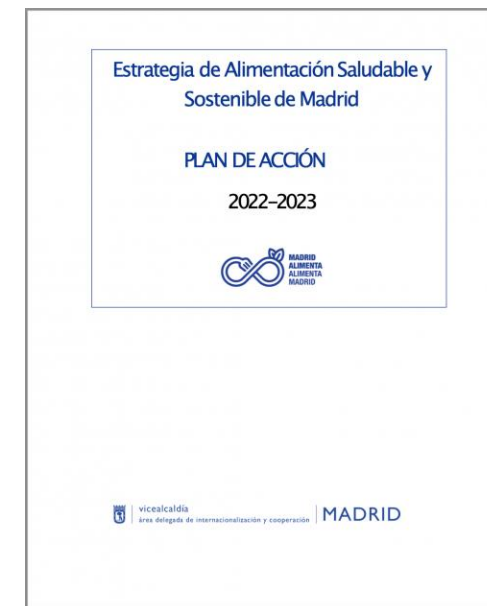 Estrategia de Alimentación Saludable y
Sostenible de Madrid
PLAN DE ACCIÓN
2022–2023
MADRID
ALIMENTA
ALIMENTA
MADRID
vicealcaldía
área delegada de internacionalización y cooperación
MADRID